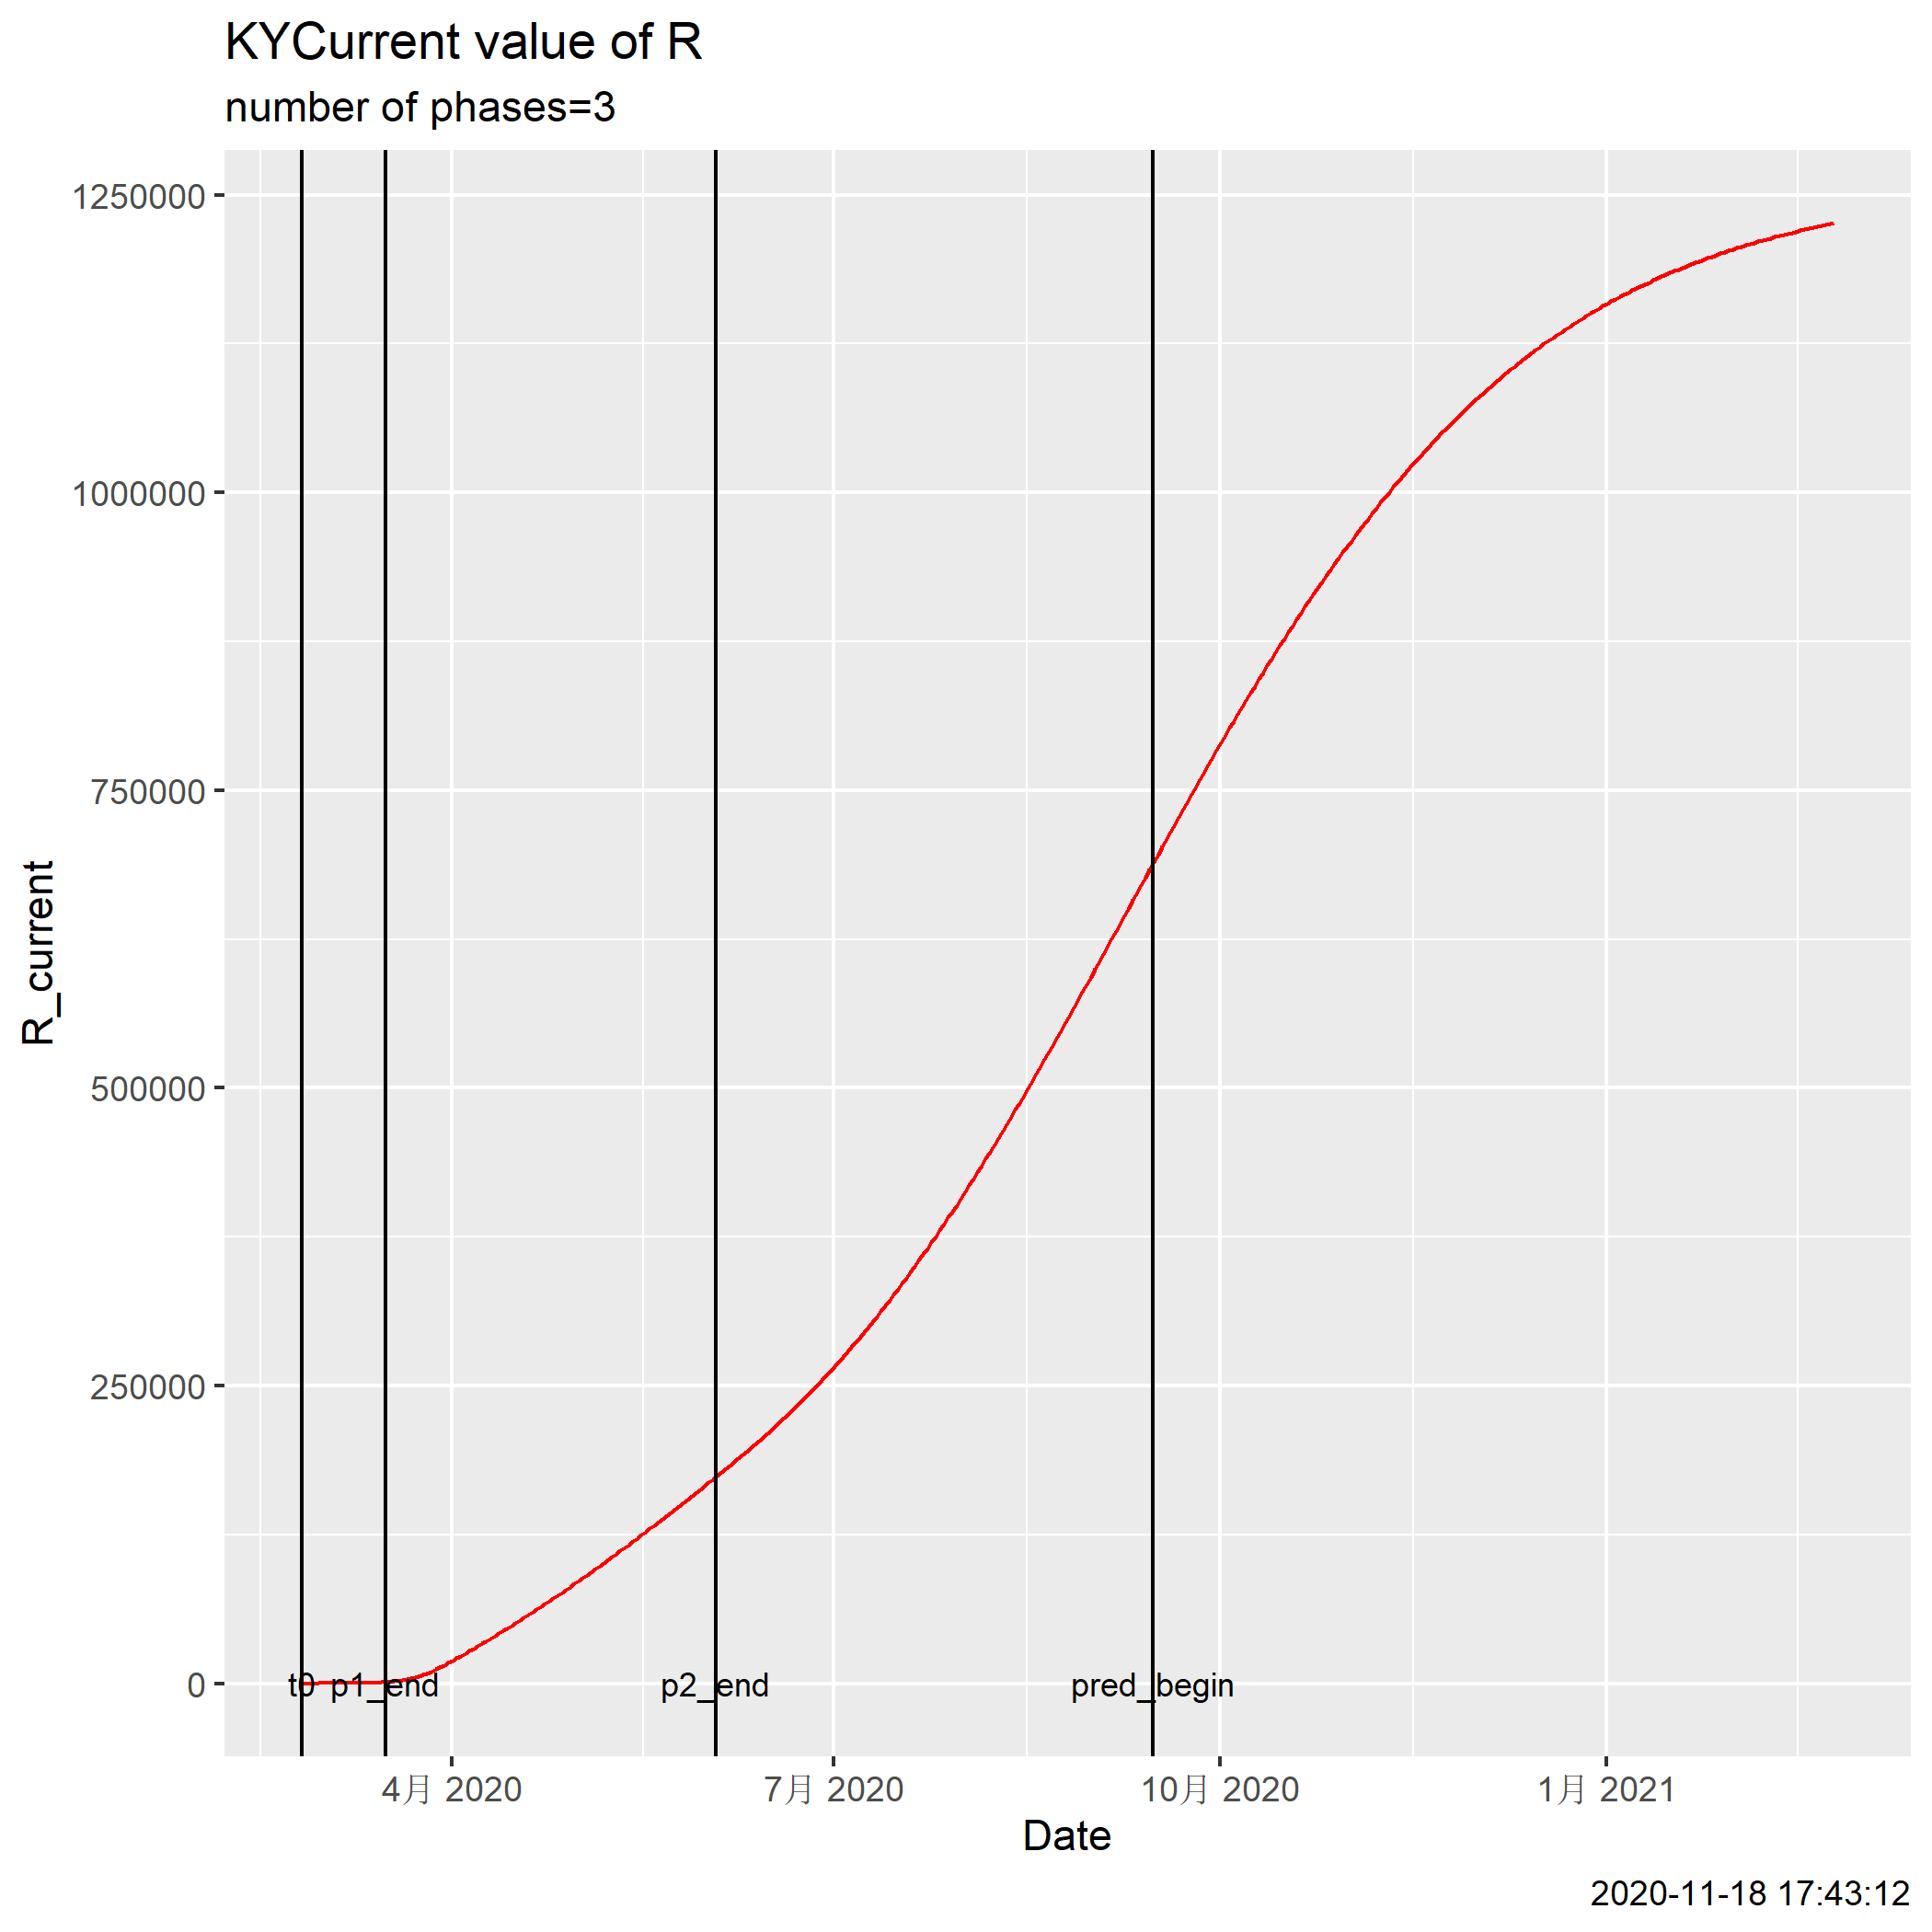 KYCurrent value of R
number of phases=3
1250000
1000000
750000
500000
250000
0
R_current
t0
p1_end
p2_end
pred_begin
4月 2020
7月 2020
10月 2020
1月 2021
Date
2020-11-18 17:43:12